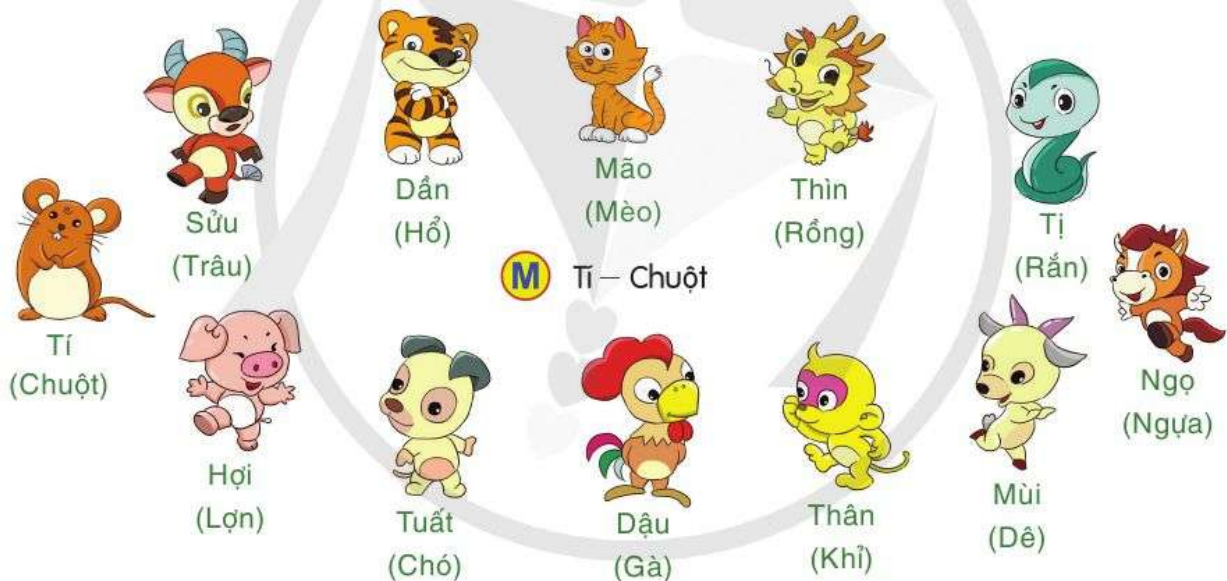 Tí
(Chuột)
Sửu
(Trâu)
Dần
(Hổ)
Mão
(Mèo)
Thìn
(Rồng)
Tị
(Rắn)
Ngọ
(Ngựa)
Mùi
(Dê)
Thân
(Khỉ)
Dậu
(Gà)
Tuất
(Chó)
Hợi
(Lợn)
M Tí – Chuột